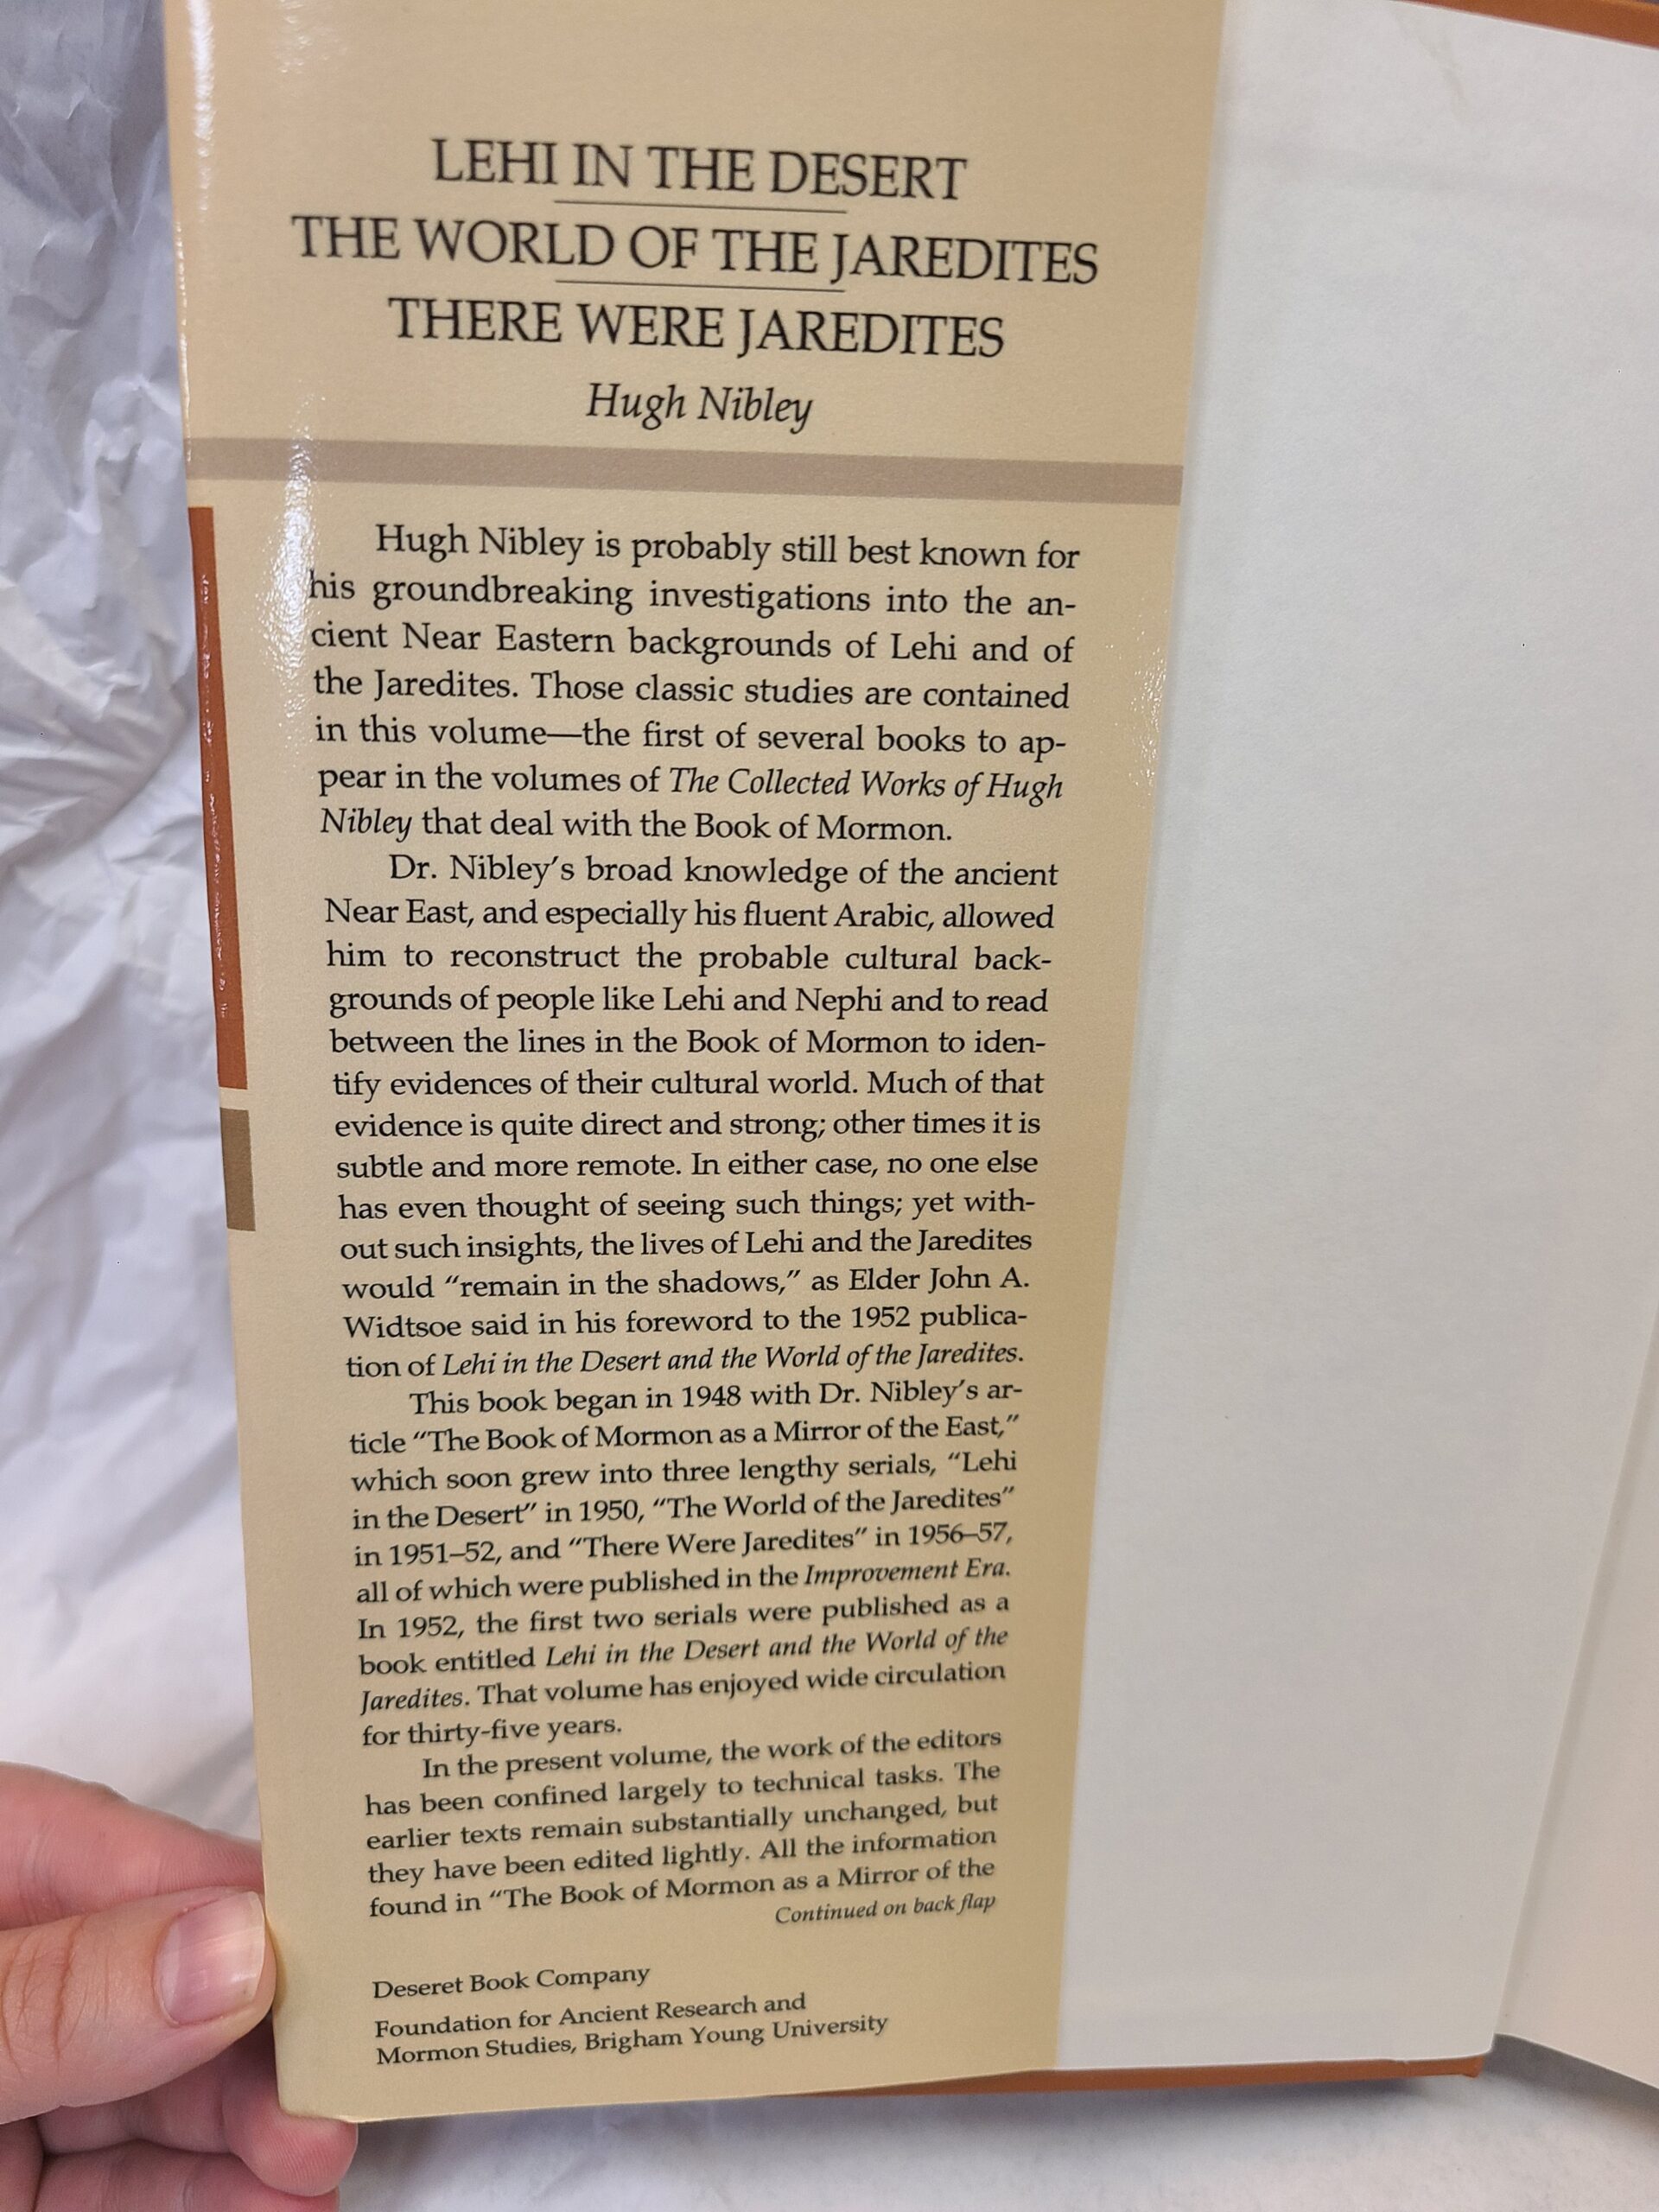 LEHI IN THE DESERT
THE WORLD OF THE JAREDITES
THERE WERE JAREDITES
Hugh Nibley
Hugh Nibley is probably still best known for
his groundbreaking investigations into the an-
cient Near Eastern backgrounds of Lehi and of
the Jaredites. Those classic studies are contained
in this volume—the first of several books to ap-
pear in the volumes of The Collected Works of Hugh
Nibley that deal with the Book of Mormon.
Dr. Nibley's broad knowledge of the ancient
Near East, and especially his fluent Arabic, allowed
him to reconstruct the probable cultural back-
grounds of people like Lehi and Nephi and to read
between the lines in the Book of Mormon to iden-
tify evidences of their cultural world. Much of that
evidence is quite direct and strong; other times it is
subtle and more remote. In either case, no one else
has even thought of seeing such things; yet with-
out such insights, the lives of Lehi and the Jaredites
would "remain in the shadows," as Elder John A.
Widtsoe said in his foreword to the 1952 publica-
tion of Lehi in the Desert and the World of the Jaredites.
This book began in 1948 with Dr. Nibley's ar-
ticle "The Book of Mormon as a Mirror of the East,"
which soon grew into three lengthy serials, "Lehi
in the Desert" in 1950, "The World of the Jaredites"
in 1951–52, and "There Were Jaredites" in 1956–57,
all of which were published in the Improvement Era.
In 1952, the first two serials were published as a
book entitled Lehi in the Desert and the World of the
Jaredites. That volume has enjoyed wide circulation
for thirty-five years.
In the present volume, the work of the editors
has been confined largely to technical tasks. The
earlier texts remain substantially unchanged, but
they have been edited lightly. All the information
found in "The Book of Mormon as a Mirror of the
Continued on back flap
Deseret Book Company
Foundation for Ancient Research and
Mormon Studies, Brigham Young University